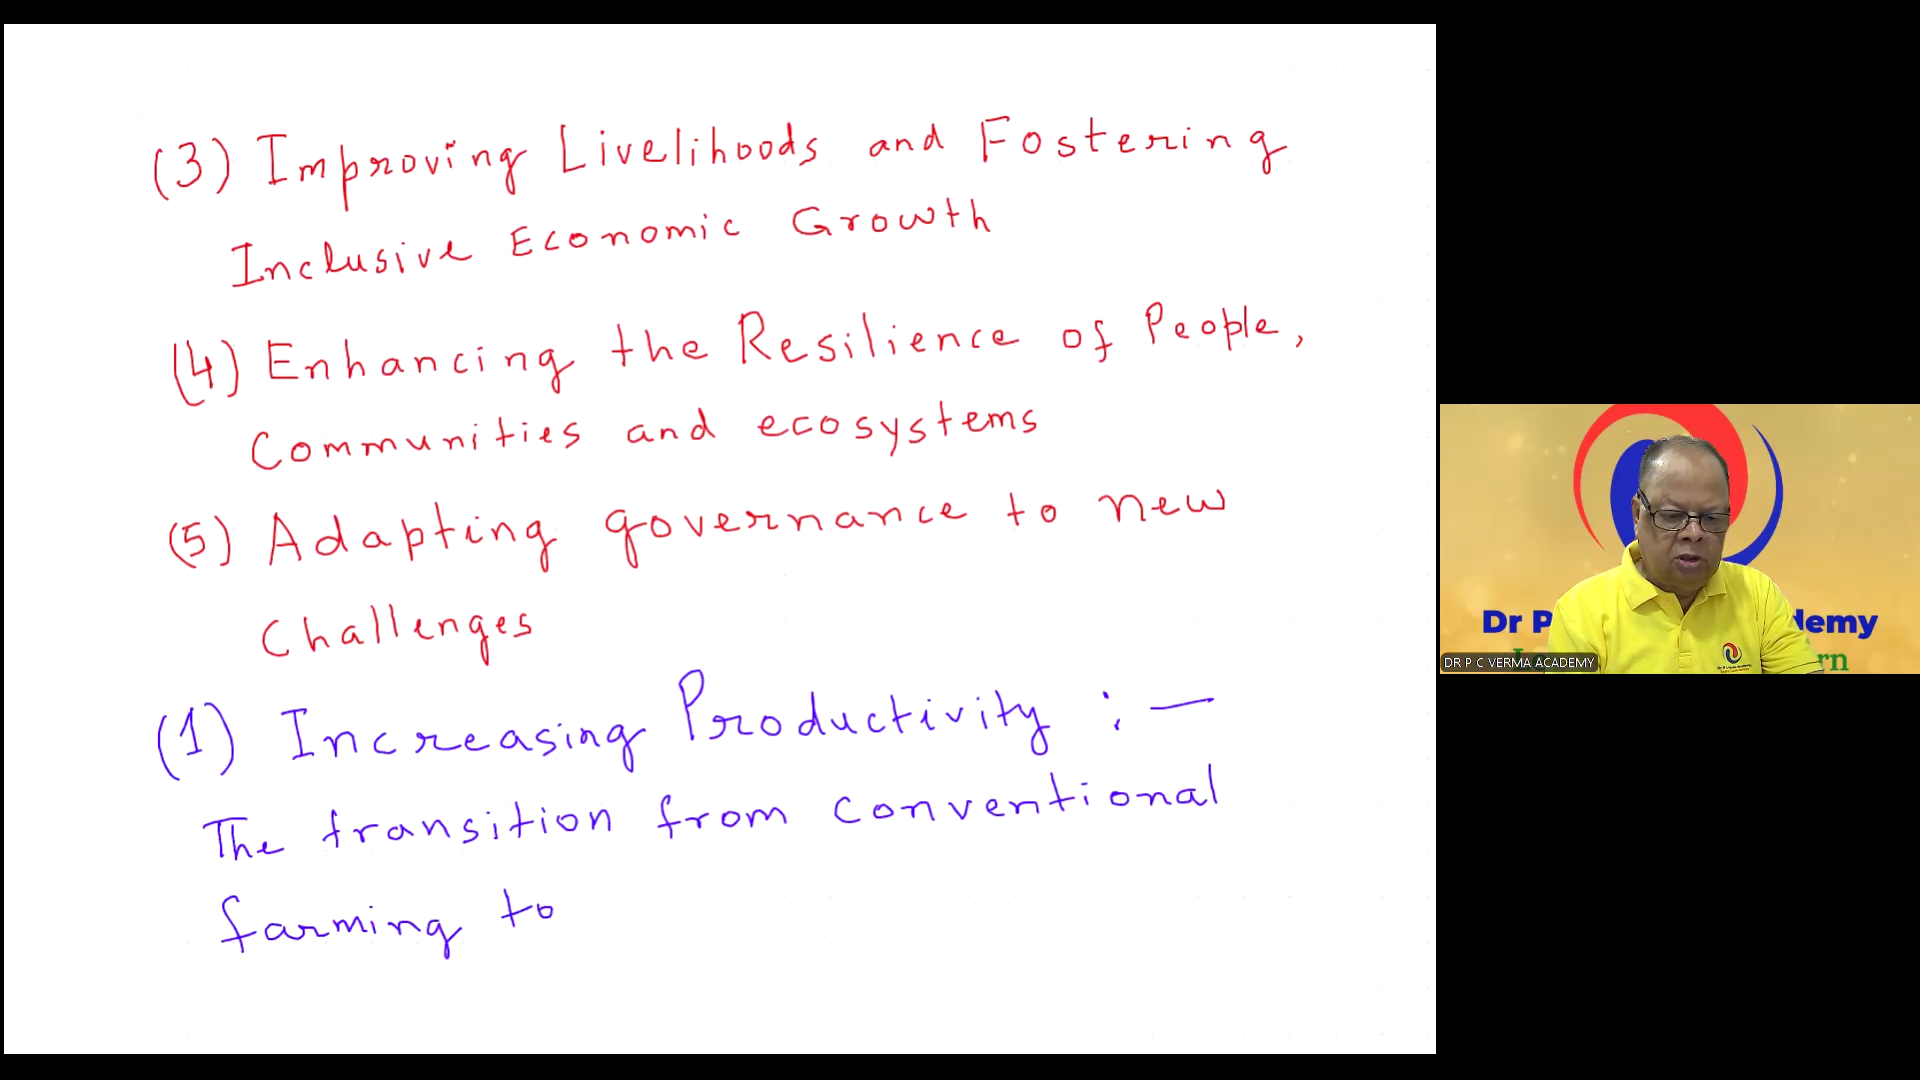 (3) Improving Livelihoods and Fostering
Inclusive Economic Growth
(4) Enhancing the Resilience of People,
Communities and ecosystems
(5) Adapting governance to new
Challenges
(1) Increasing Productivity : —
The transition from conventional
farming to
Dr P
demy
rn
DR P C VERMA ACADEMY